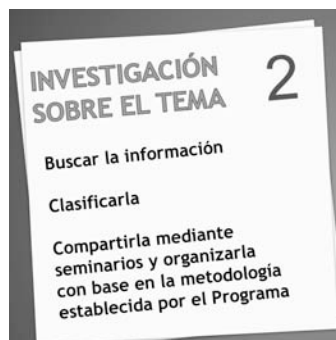 INVESTIGACIÓN
SOBRE EL TEMA
2
Buscar la información
Clasificarla
Compartirla mediante
seminarios y organizarla
con base en la metodología
establecida por el Programa